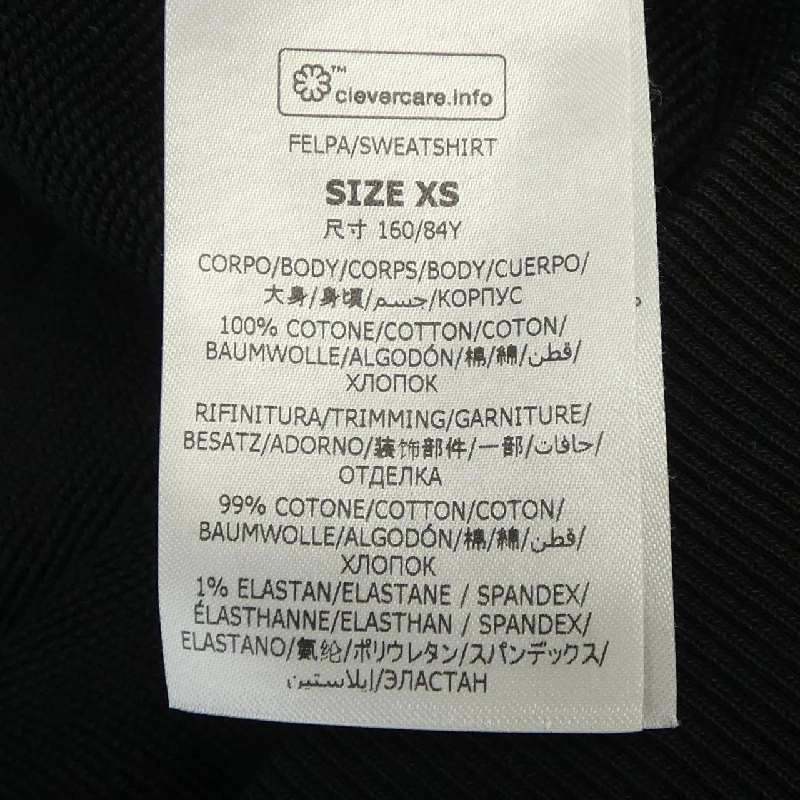 ™
clevercare.info
FELPA/SWEATSHIRT
SIZE XS
尺寸 160/84Y
CORPO/BODY/CORPS/BODY/CUERPO/
大身/身頃/جسم/КОРПУС
100% COTONE/COTTON/COTON/
BAUMWOLLE/ALGODÓN/棉/綿/قطن/
ХЛОПОК
RIFINITURA/TRIMMING/GARNITURE/
BESATZ/ADORNO/装饰部件/一部/حافات/
ОТДЕЛКА
99% COTONE/COTTON/COTON/
BAUMWOLLE/ALGODÓN/棉/綿/قطن/
ХЛОПОК
1% ELASTAN/ELASTANE / SPANDEX/
ÉLASTHANNE/ELASTHAN / SPANDEX/
ELASTANO/氨纶/ポリウレタン/スパンデックス/
إيلاستين/ЭЛАСТАН